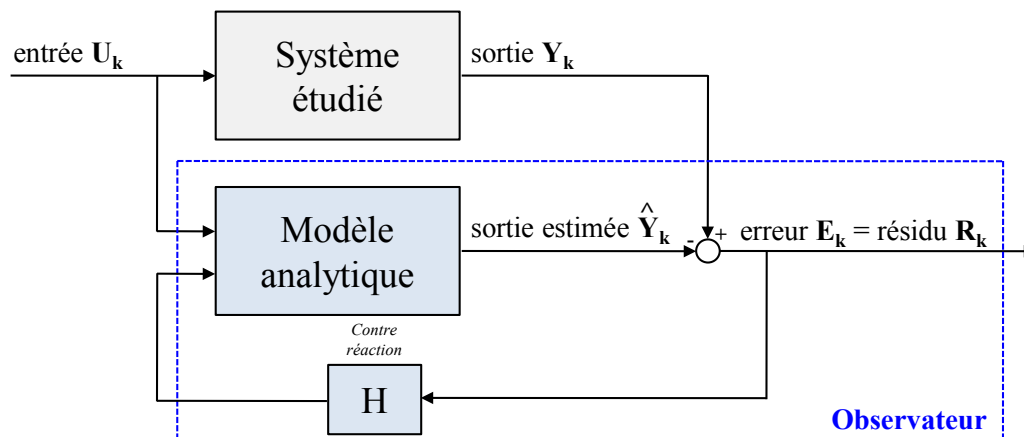 entrée Uk
Système
étudié
sortie Yk
Modèle
analytique
sortie estimée Ŷk
-
+
erreur Ek = résidu Rk
Contre
réaction
H
Observateur